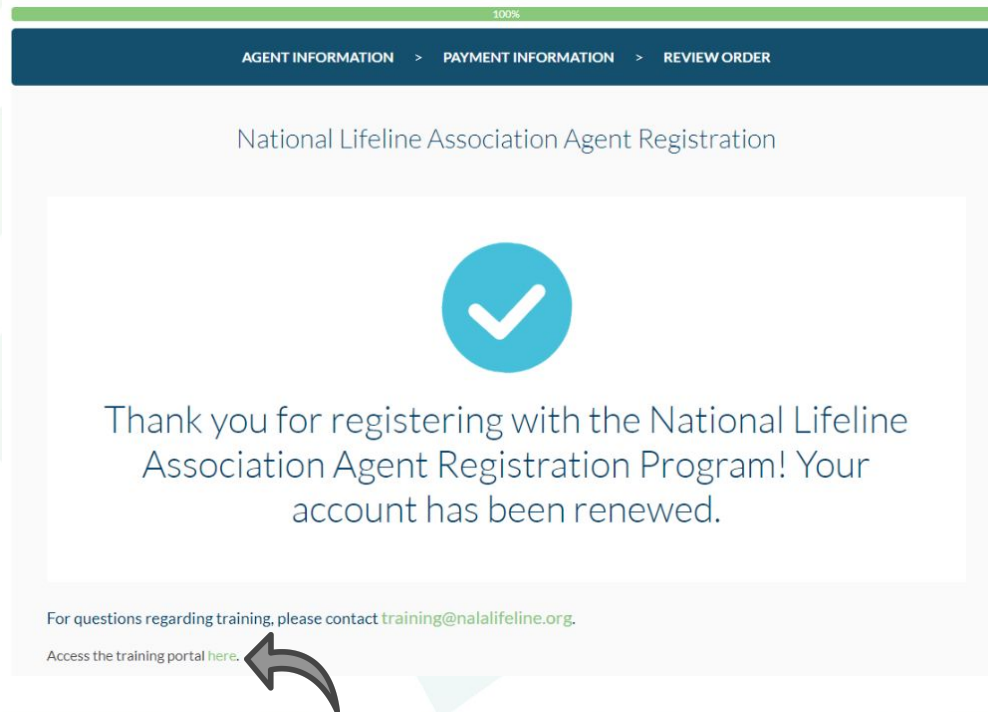 100%
AGENT INFORMATION > PAYMENT INFORMATION > REVIEW ORDER
National Lifeline Association Agent Registration
Thank you for registering with the National Lifeline
Association Agent Registration Program! Your
account has been renewed.
For questions regarding training, please contact training@nalalifeline.org.
Access the training portal here.